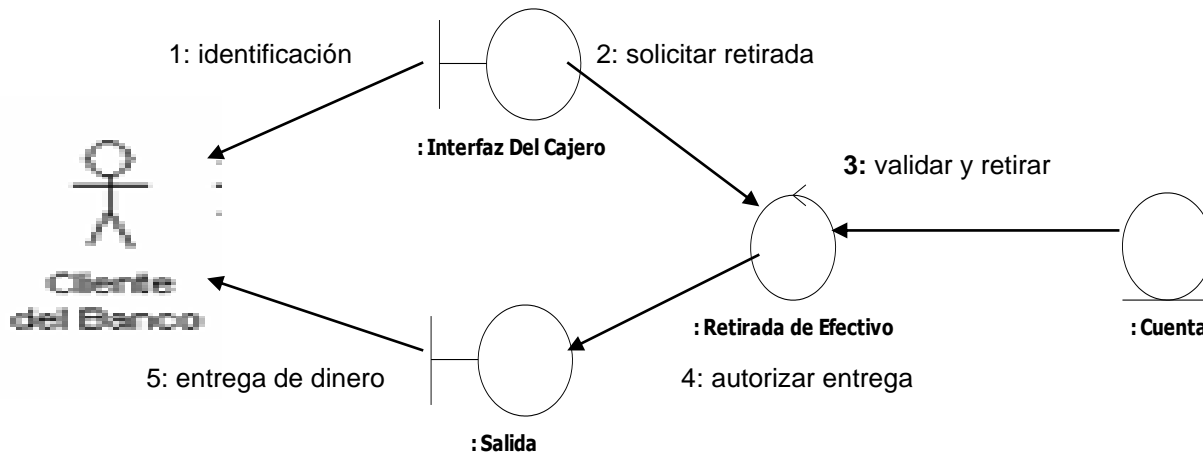 1: identificación
2: solicitar retirada
: Interfaz Del Cajero
3: validar y retirar
Cliente
del Banco
: Retirada de Efectivo
: Cuenta
5: entrega de dinero
4: autorizar entrega
: Salida